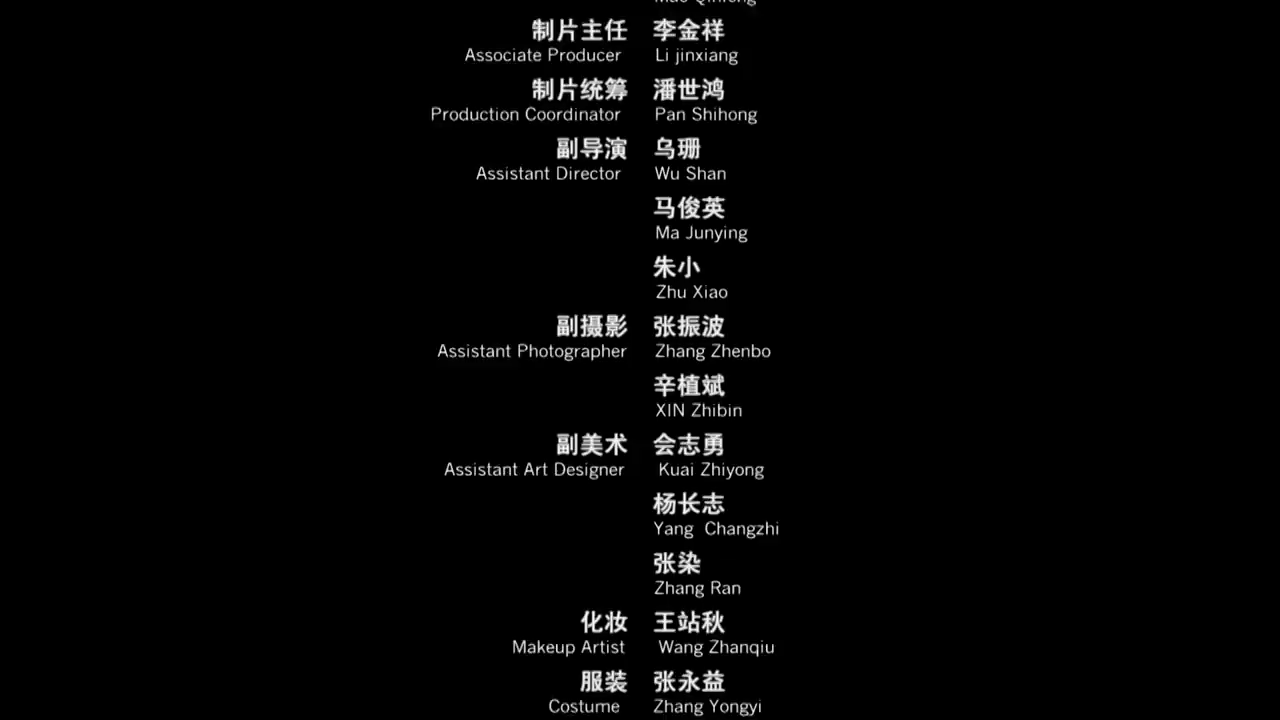 制片主任 李金祥
Associate Producer Li jinxiang
制片统筹 潘世鸿
Production Coordinator Pan Shihong
副导演 乌珊
Assistant Director Wu Shan
马俊英
Ma Junying
朱小
Zhu Xiao
副摄影 张振波
Assistant Photographer Zhang Zhenbo
辛植斌
XIN Zhibin
副美术 会志勇
Assistant Art Designer Kuai Zhiyong
杨长志
Yang Changzhi
张染
Zhang Ran
化妆 王站秋
Makeup Artist Wang Zhanqiu
服装 张永益
Costume Zhang Yongyi